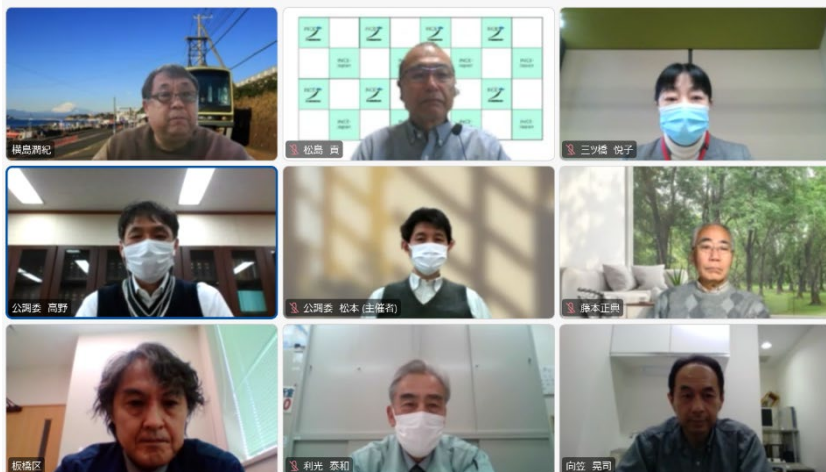 横島潤紀
松島 貢
三ツ橋 悦子
公調委 高野
公調委 松本 (主催者)
藤本正典
板橋区
利光 泰和
向笠 晃司